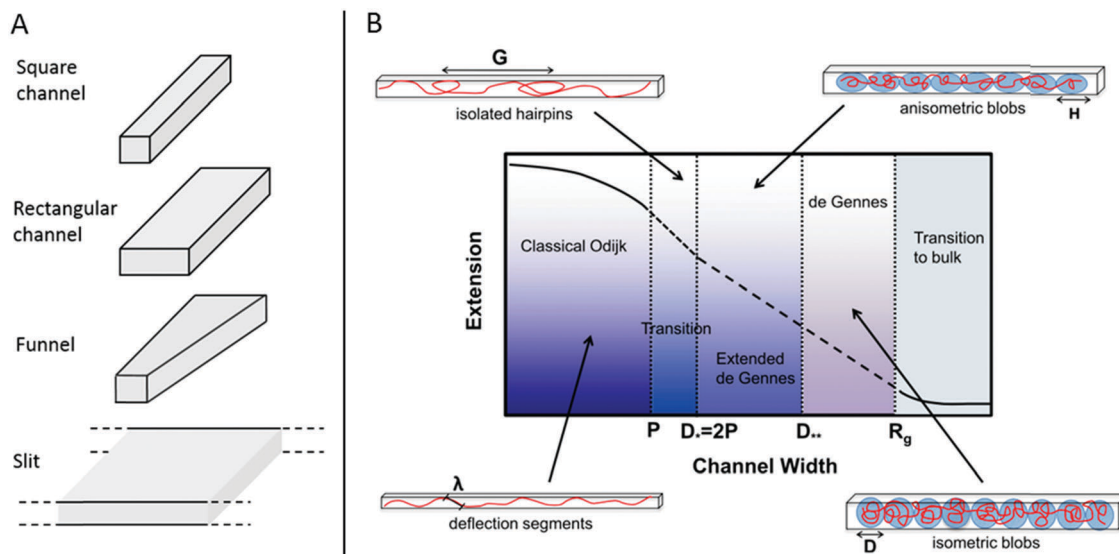 A
Square
channel
Rectangular
channel
Funnel
Slit
B
G
isolated hairpins
anisometric blobs
H
Extension
Classical Odijk
Transition
Extended
de Gennes
de Gennes
Transition
to bulk
P
D*=2P
D**
Rg
Channel Width
λ
deflection segments
D
isometric blobs